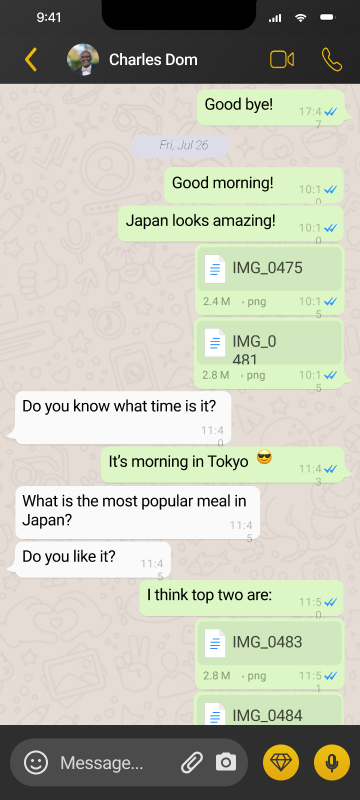 9:41
Charles Dom
Good bye!
17:47
Fri, Jul 26
Good morning!
10:10
Japan looks amazing!
10:10
IMG_0475
2.4 M • png
10:15
IMG_0
481
2.8 M • png
10:15
Do you know what time is it?
11:40
It's morning in Tokyo 😎
11:43
What is the most popular meal in
Japan?
11:45
Do you like it?
11:45
I think top two are:
11:50
IMG_0483
2.8 M • png
11:51
IMG_0484
Message...